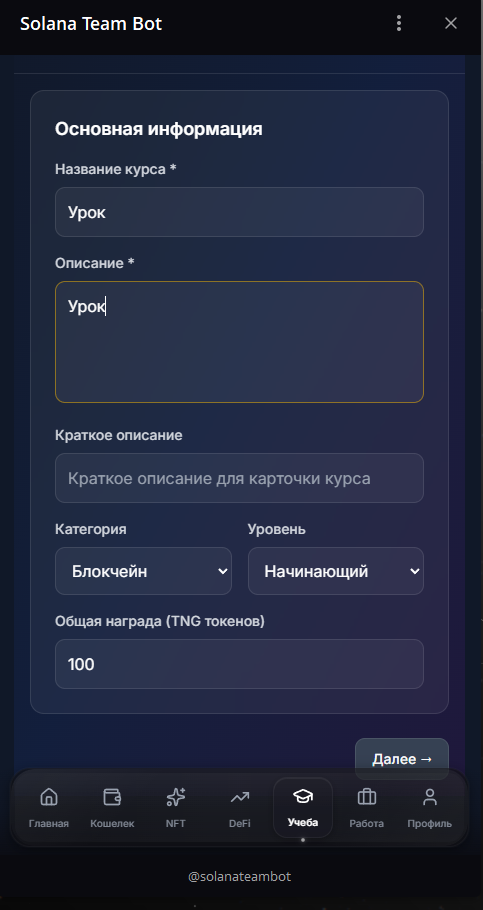 Solana Team Bot
Основная информация
Название курса *
Урок
Описание *
Урок
Краткое описание
Краткое описание для карточки курса
Категория Уровень
Блокчейн Начинающий
Общая награда (TNG токенов)
100
Далее →
Главная Кошелек NFT DeFi Учеба Работа Профиль
@solanateambot